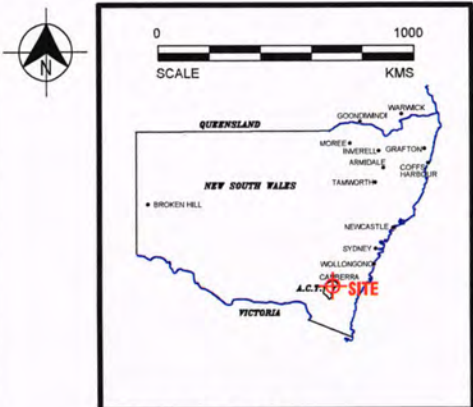 N
0 1000
SCALE KMS
WARWICK
GOONDIWINDI
QUEENSLAND
MOREE
INVERELL
GRAFTON
ARMIDALE
COFFS
HARBOUR
TAMWORTH
NEW SOUTH WALES
BROKEN HILL
NEWCASTLE
SYDNEY
WOLLONGONG
CANBERRA
A.C.T.
SITE
VICTORIA